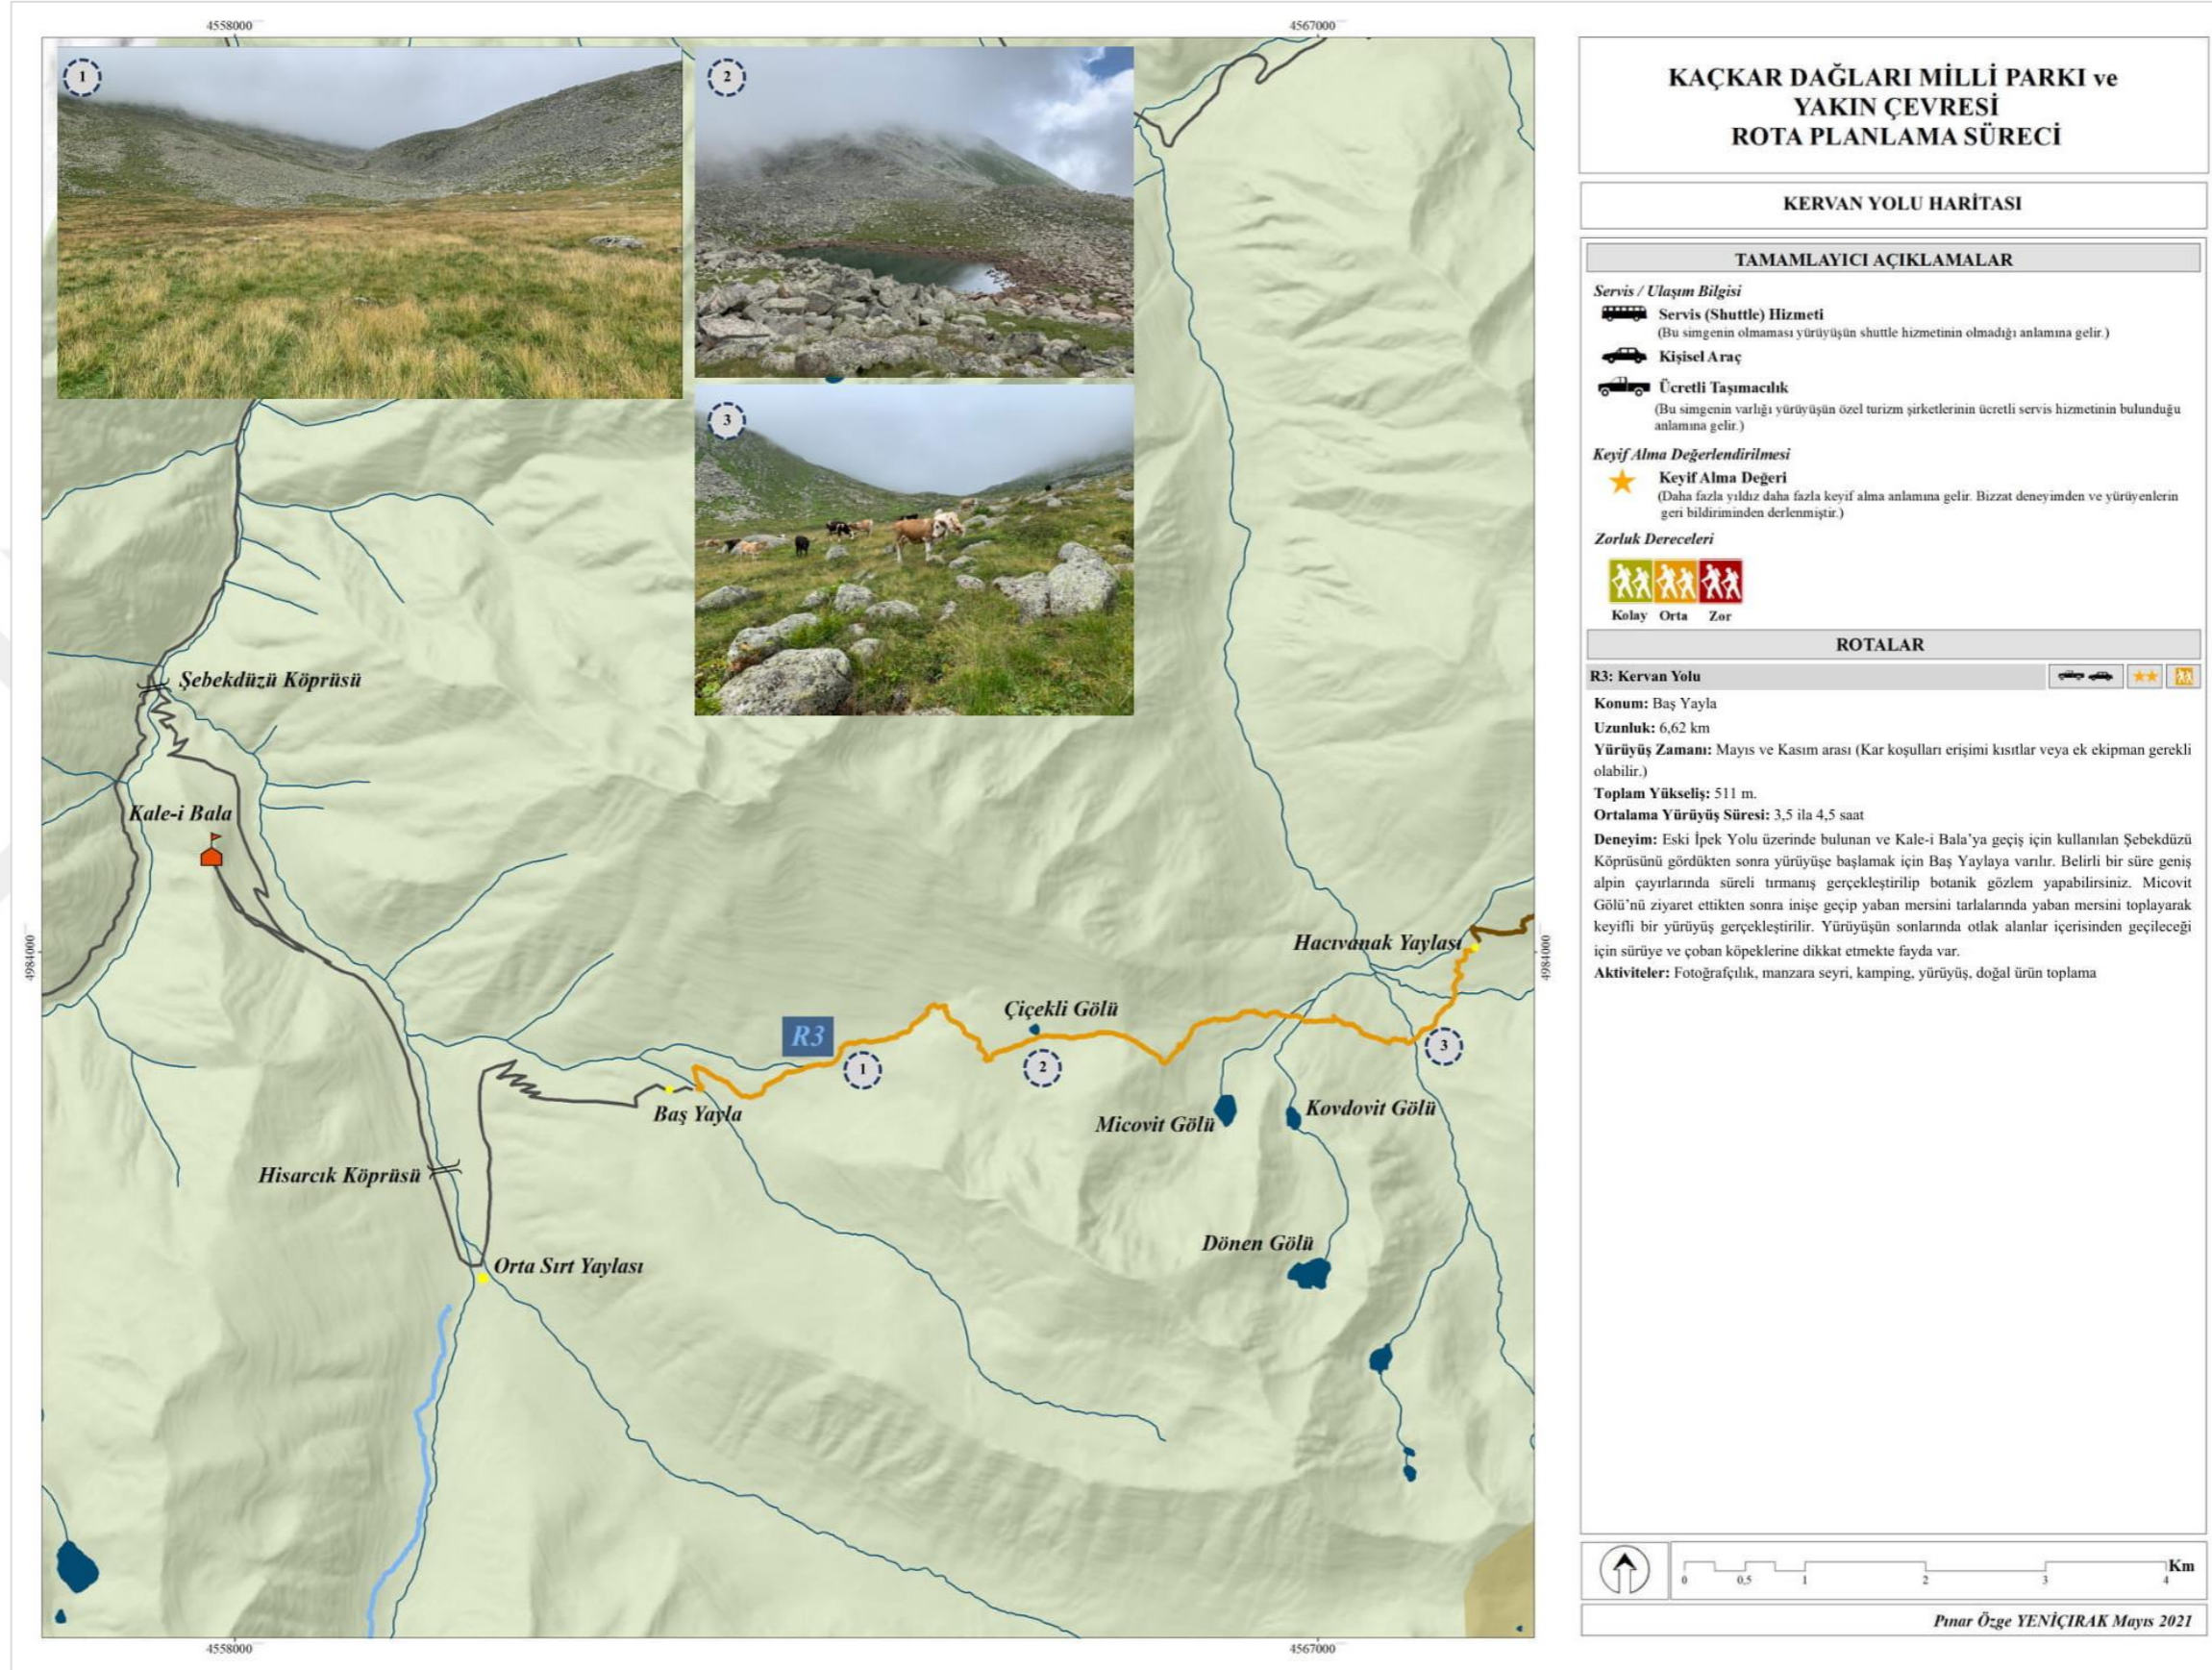 4558000
4567000
1
2
3
Şebekdüzü Köprüsü
Kale-i Bala
4984000
Hacıvanak Yaylası
4984000
Çiçekli Gölü
R3
1
2
3
Baş Yayla
Micovit Gölü
Kovdovit Gölü
Hisarcık Köprüsü
Dönen Gölü
Orta Sırt Yaylası
4558000
4567000
KAÇKAR DAĞLARI MİLLİ PARKI ve
YAKIN ÇEVRESİ
ROTA PLANLAMA SÜRECİ
KERVAN YOLU HARİTASI
TAMAMLAYICI AÇIKLAMALAR
Servis / Ulaşım Bilgisi
Servis (Shuttle) Hizmeti
(Bu simgenin olmaması yürüyüşün shuttle hizmetinin olmadığı anlamına gelir.)
Kişisel Araç
Ücretli Taşımacılık
(Bu simgenin varlığı yürüyüşün özel turizm şirketlerinin ücretli servis hizmetinin bulunduğu
anlamına gelir.)
Keyif Alma Değerlendirilmesi
Keyif Alma Değeri
(Daha fazla yıldız daha fazla keyif alma anlamına gelir. Bizzat deneyimden ve yürüyenlerin
geri bildiriminden derlenmiştir.)
Zorluk Dereceleri
Kolay Orta Zor
ROTALAR
R3: Kervan Yolu
Konum: Baş Yayla
Uzunluk: 6,62 km
Yürüyüş Zamanı: Mayıs ve Kasım arası (Kar koşulları erişimi kısıtlar veya ek ekipman gerekli
olabilir.)
Toplam Yükseliş: 511 m.
Ortalama Yürüyüş Süresi: 3,5 ila 4,5 saat
Deneyim: Eski İpek Yolu üzerinde bulunan ve Kale-i Bala'ya geçiş için kullanılan Şebekdüzü
Köprüsünü gördükten sonra yürüyüşe başlamak için Baş Yaylaya varılır. Belirli bir süre geniş
alpin çayırlarında süreli tırmanış gerçekleştirilip botanik gözlem yapabilirsiniz. Micovit
Gölü'nü ziyaret ettikten sonra inişe geçip yaban mersini tarlalarında yaban mersini toplayarak
keyifli bir yürüyüş gerçekleştirilir. Yürüyüşün sonlarında otlak alanlar içerisinden geçileceği
için sürüye ve çoban köpeklerine dikkat etmekte fayda var.
Aktiviteler: Fotoğrafçılık, manzara seyri, kamping, yürüyüş, doğal ürün toplama
Km
0 0,5 1 2 3 4
Pınar Özge YENİÇIRAK Mayıs 2021